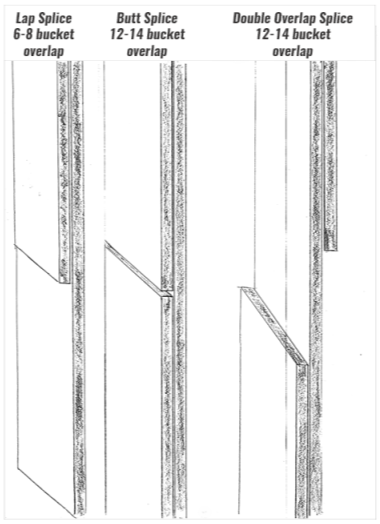 Lap Splice
6-8 bucket
overlap
Butt Splice
12-14 bucket
overlap
Double Overlap Splice
12-14 bucket
overlap